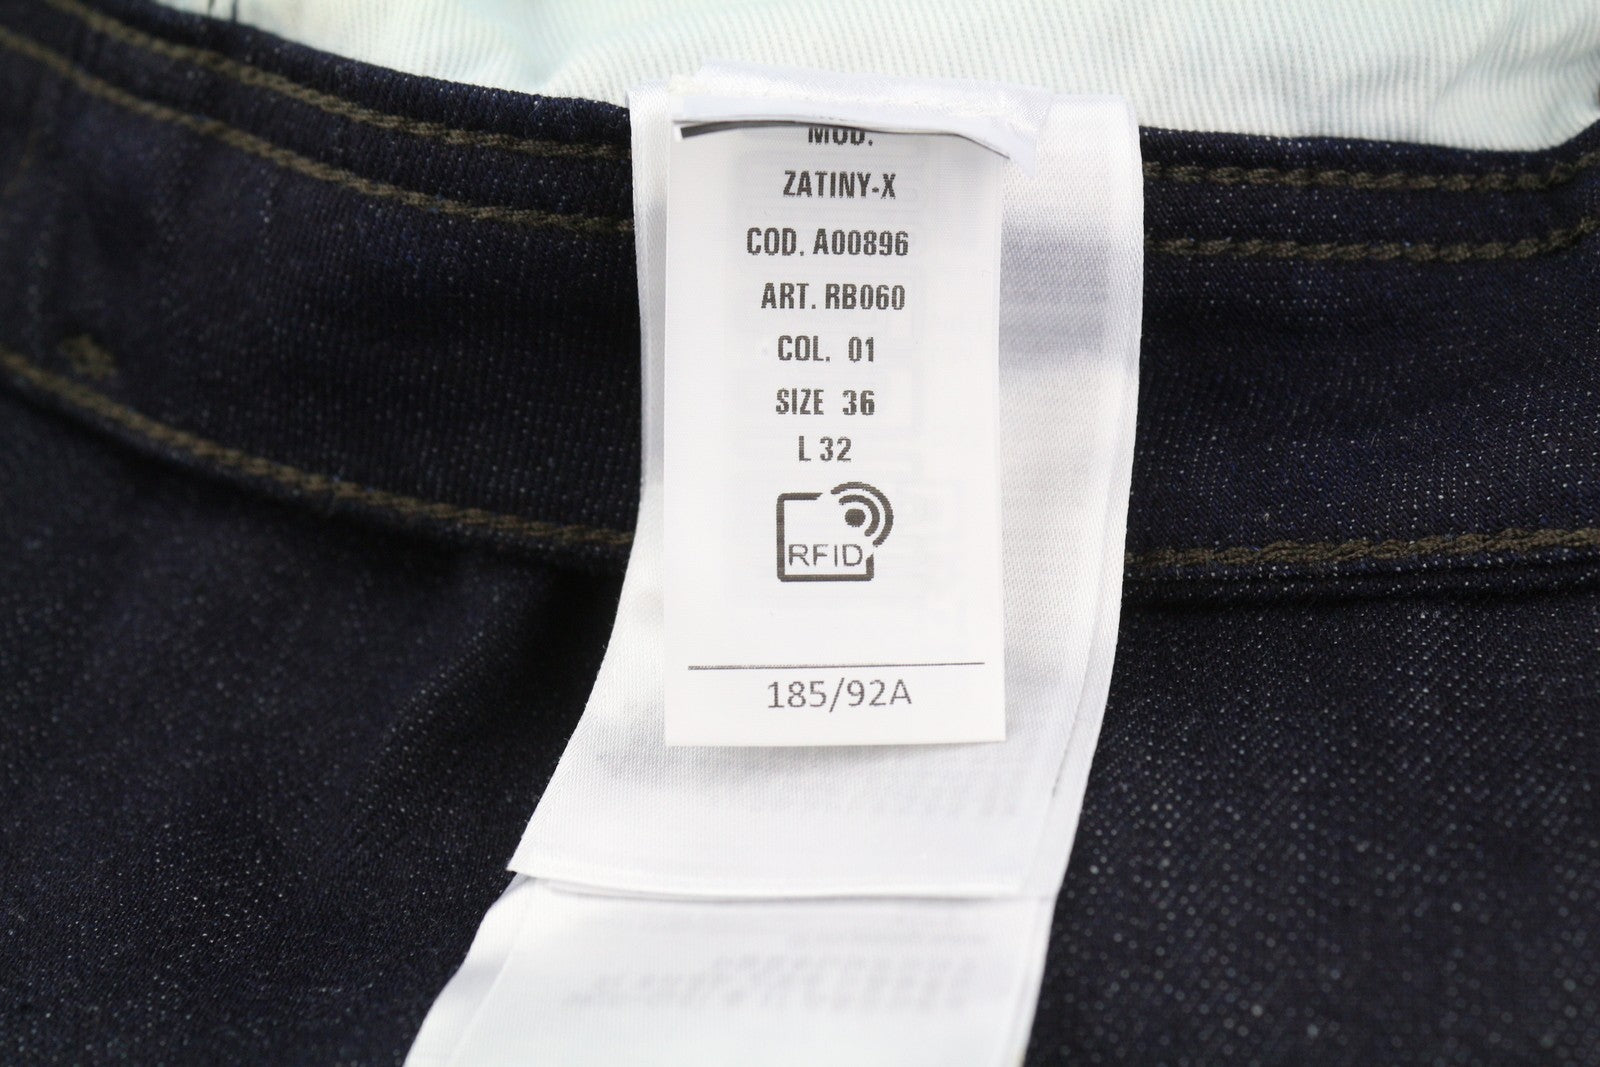 MOD.
ZATINY-X
COD. A00896
ART. RB060
COL. 01
SIZE 36
L 32
RFID
185/92A